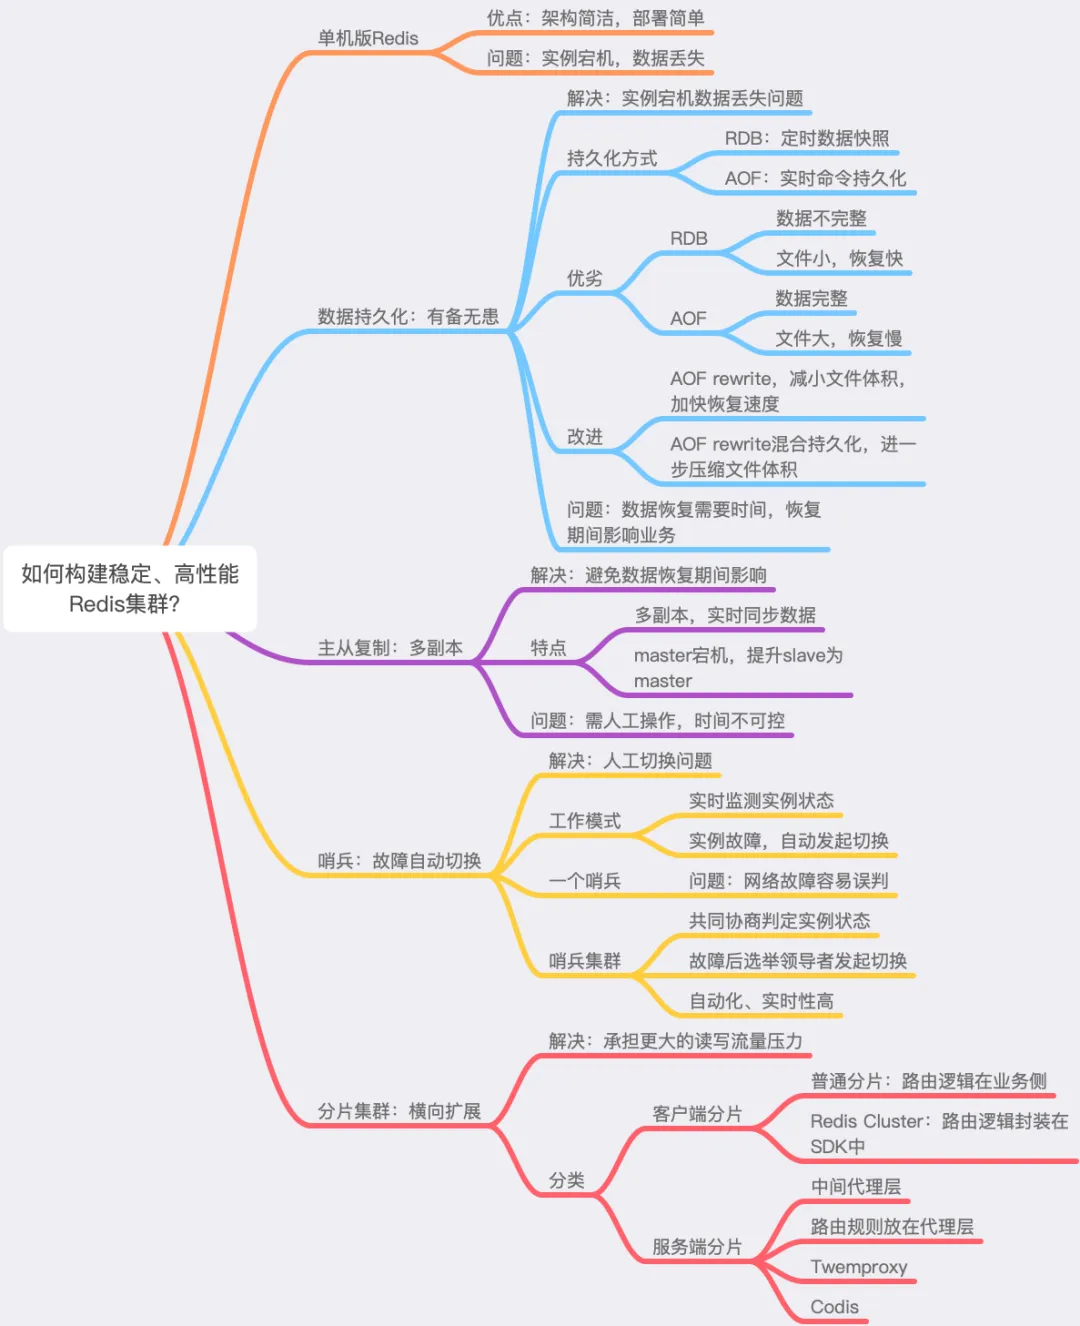 单机版Redis
优点：架构简洁，部署简单
问题：实例宕机，数据丢失
数据持久化：有备无患
解决：实例宕机数据丢失问题
持久化方式
RDB：定时数据快照
AOF：实时命令持久化
优劣
RDB
数据不完整
文件小，恢复快
AOF
数据完整
文件大，恢复慢
改进
AOF rewrite，减小文件体积，
加快恢复速度
AOF rewrite混合持久化，进一
步压缩文件体积
问题：数据恢复需要时间，恢复
期间影响业务
如何构建稳定、高性能
Redis集群？
主从复制：多副本
解决：避免数据恢复期间影响
特点
多副本，实时同步数据
master宕机，提升slave为
master
问题：需人工操作，时间不可控
哨兵：故障自动切换
解决：人工切换问题
工作模式
实时监测实例状态
实例故障，自动发起切换
一个哨兵
问题：网络故障容易误判
哨兵集群
共同协商判定实例状态
故障后选举领导者发起切换
自动化、实时性高
分片集群：横向扩展
解决：承担更大的读写流量压力
分类
客户端分片
普通分片：路由逻辑在业务侧
Redis Cluster：路由逻辑封装在
SDK中
服务端分片
中间代理层
路由规则放在代理层
Twemproxy
Codis